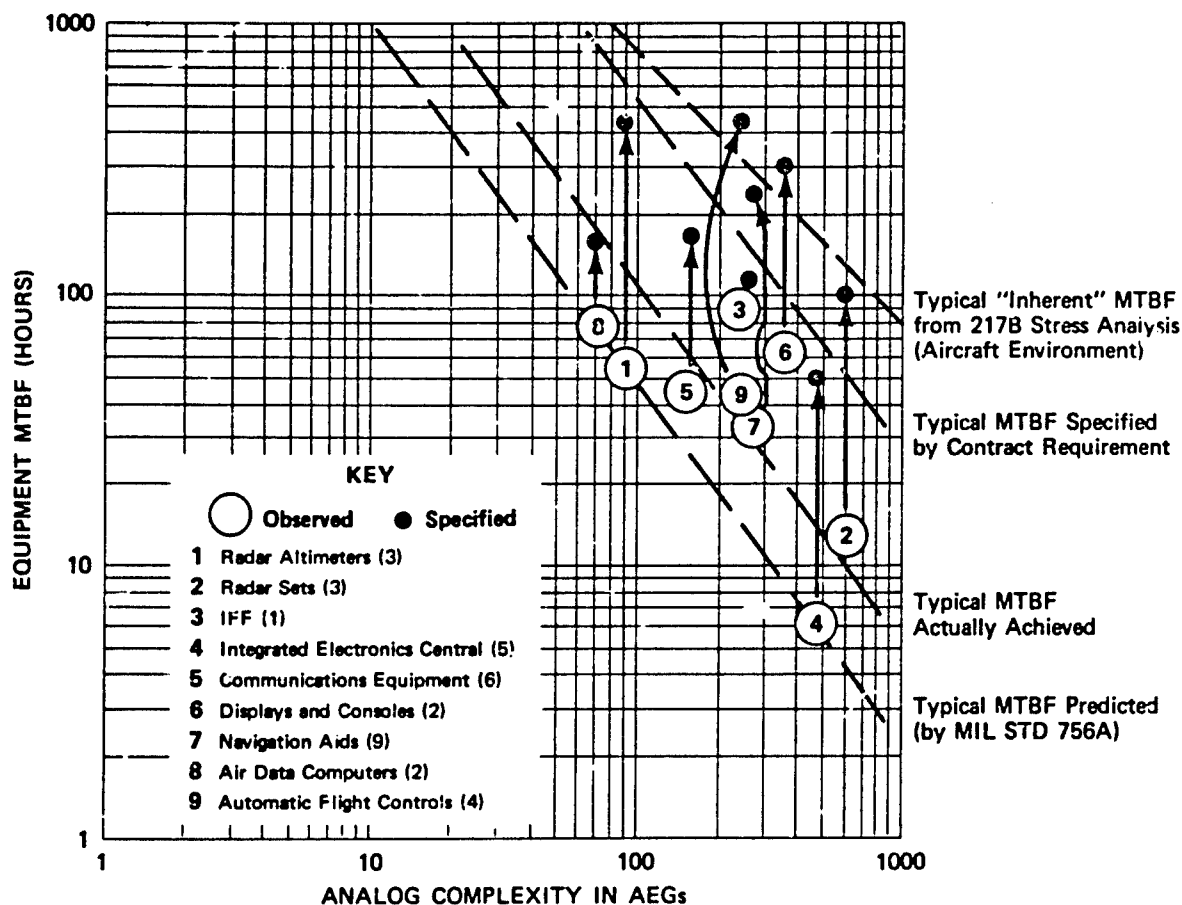 1000
100
10
1
EQUIPMENT MTBF (HOURS)
1
10
100
1000
ANALOG COMPLEXITY IN AEGs
8
1
5
3
9
7
6
2
4
KEY
Observed
Specified
1 Radar Altimeters (3)
2 Radar Sets (3)
3 IFF (1)
4 Integrated Electronics Central (5)
5 Communications Equipment (6)
6 Displays and Consoles (2)
7 Navigation Aids (9)
8 Air Data Computers (2)
9 Automatic Flight Controls (4)
Typical "Inherent" MTBF
from 217B Stress Analysis
(Aircraft Environment)
Typical MTBF Specified
by Contract Requirement
Typical MTBF
Actually Achieved
Typical MTBF Predicted
(by MIL STD 756A)